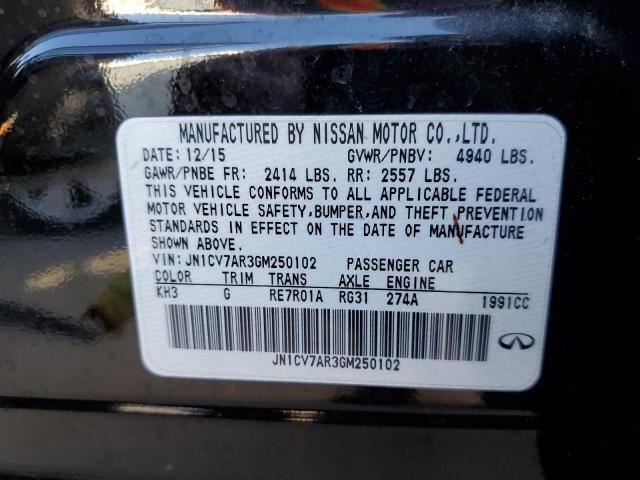 MANUFACTURED BY NISSAN MOTOR CO.,LTD.
DATE: 12/15 GVWR/PNBV: 4940 LBS.
GAWR/PNBE FR: 2414 LBS. RR: 2557 LBS.
THIS VEHICLE CONFORMS TO ALL APPLICABLE FEDERAL
MOTOR VEHICLE SAFETY,BUMPER,AND THEFT PREVENTION
STANDARDS IN EFFECT ON THE DATE OF MANUFACTURE
SHOWN ABOVE.
VIN: JN1CV7AR3GM250102 PASSENGER CAR
COLOR TRIM TRANS AXLE ENGINE
KH3 G RE7R01A RG31 274A 1991CC
JN1CV7AR3GM250102